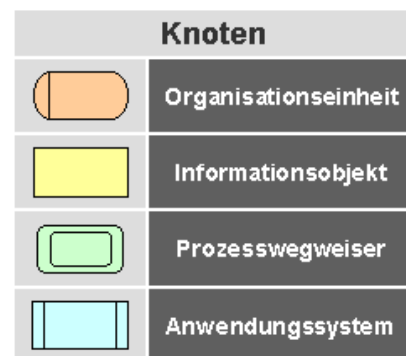 Knoten
Organisationseinheit
Informationsobjekt
Prozesswegweiser
Anwendungssystem